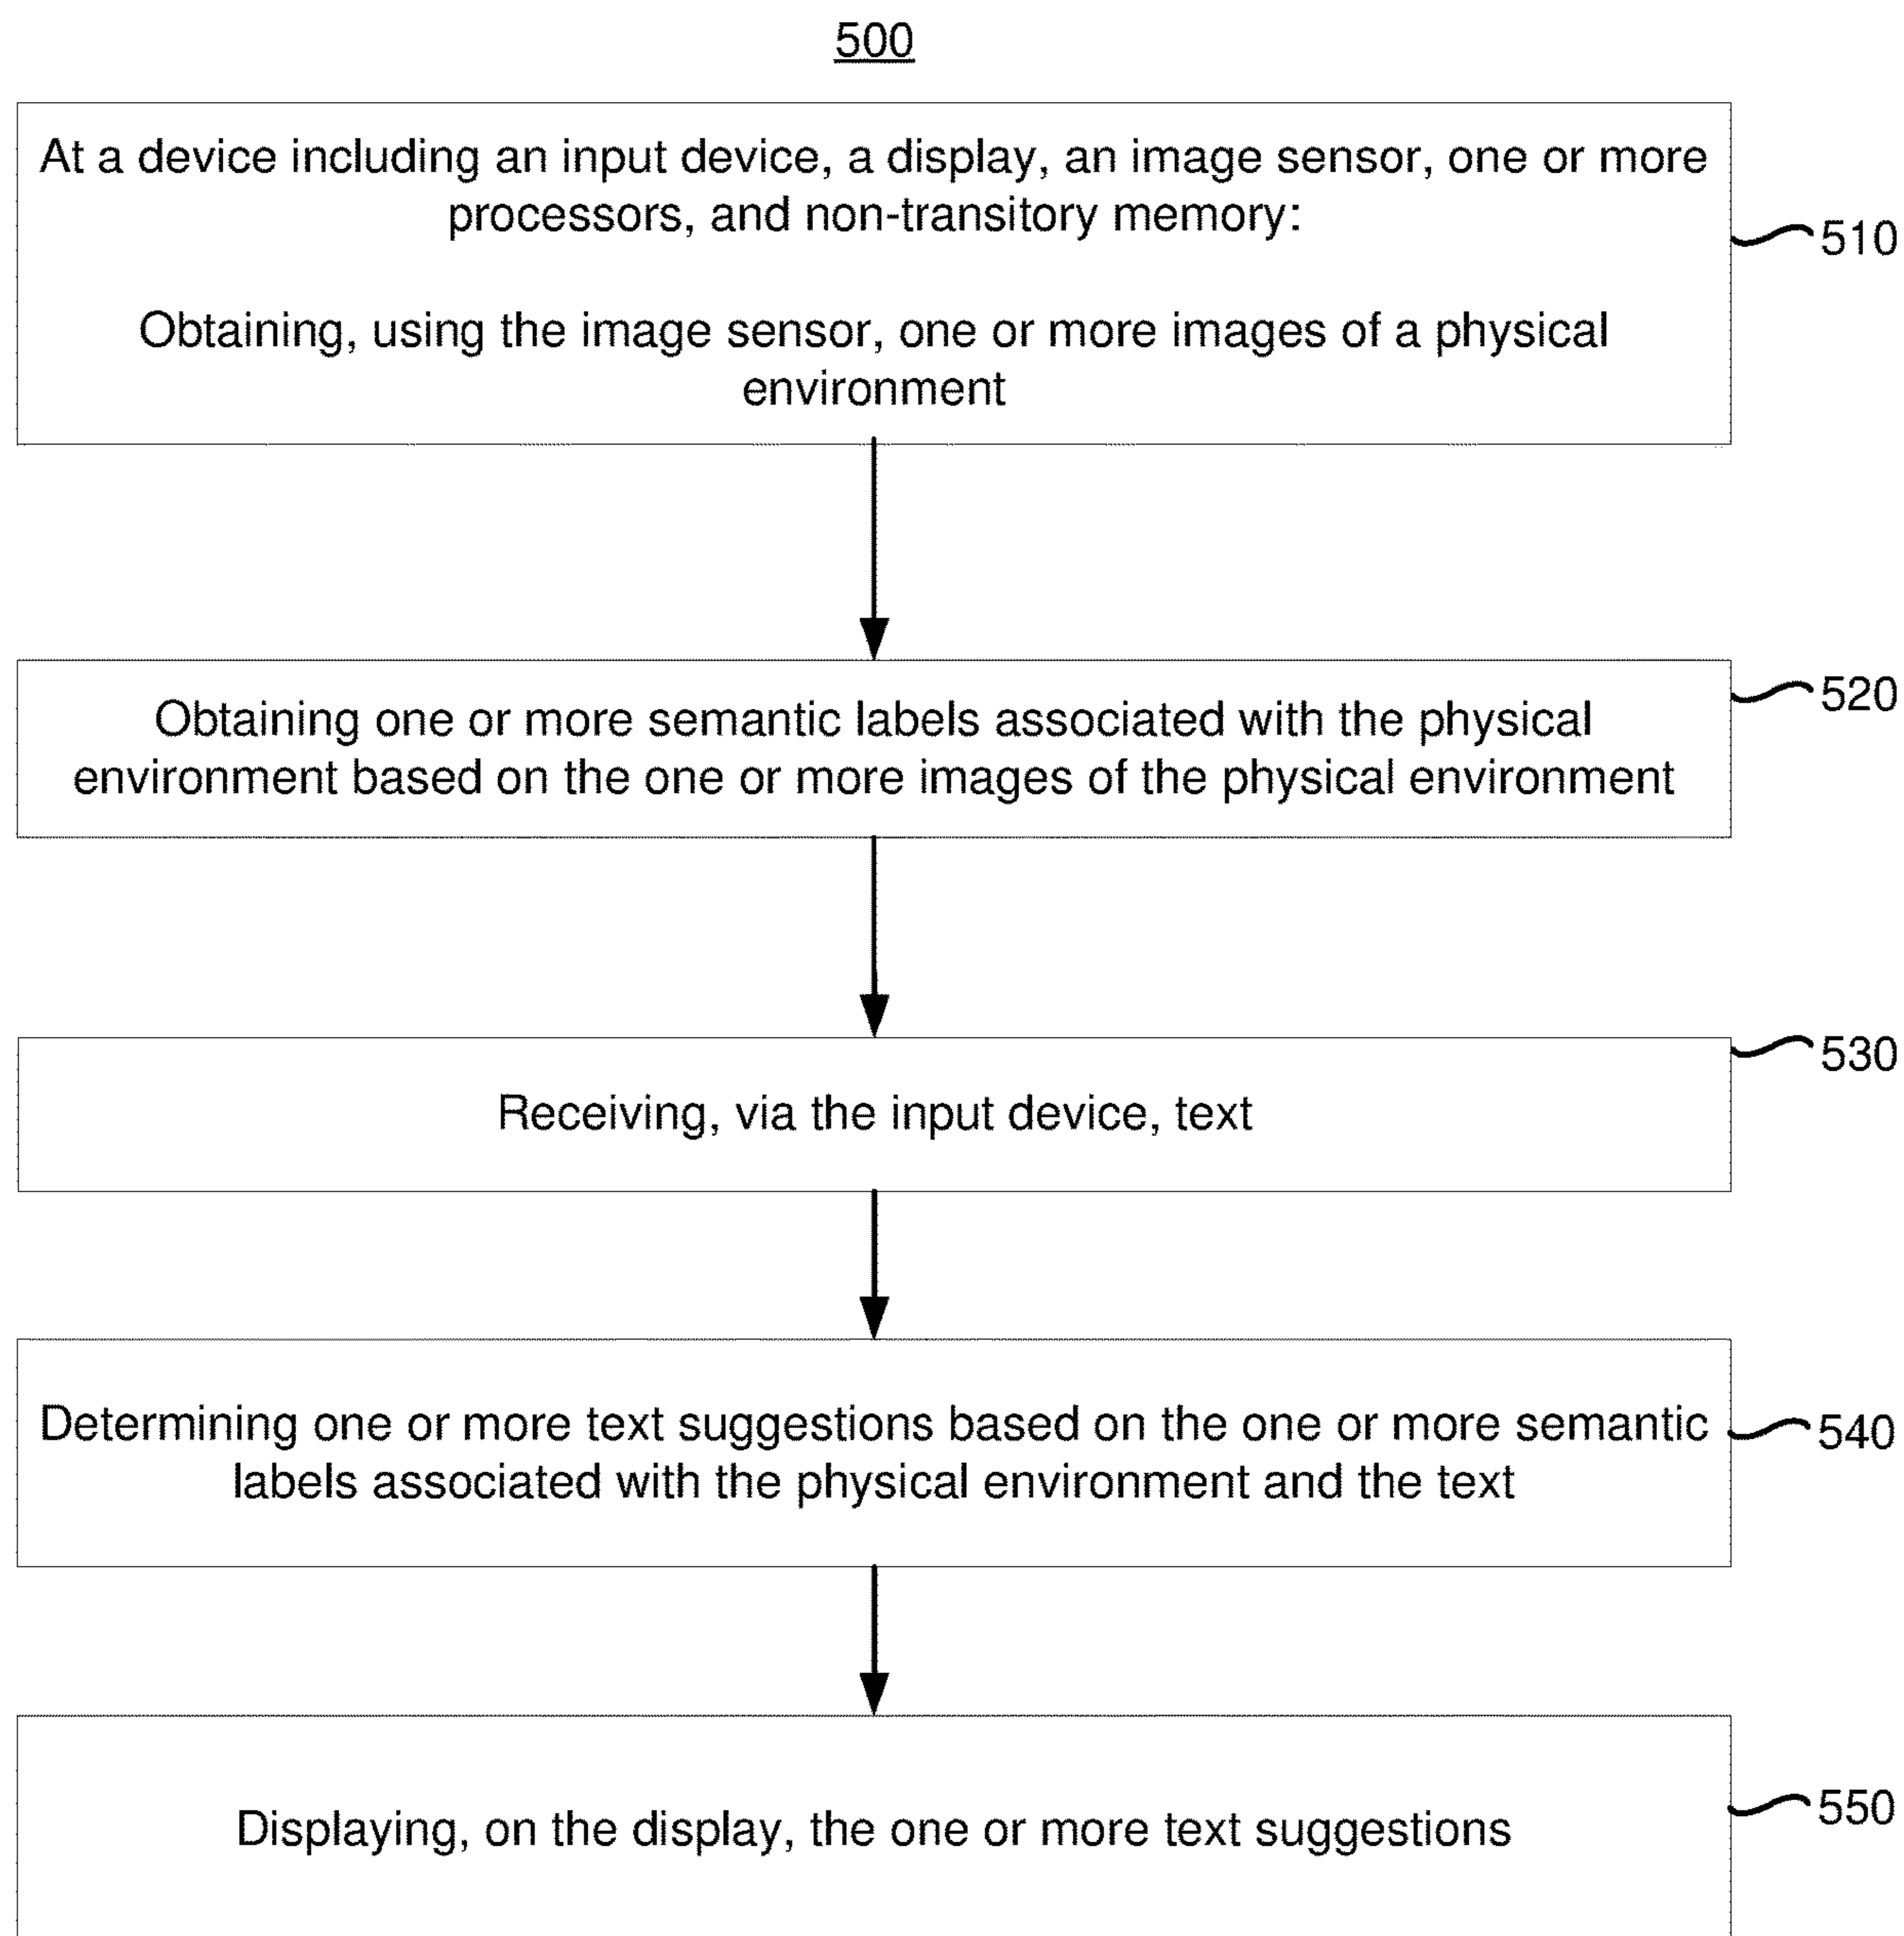 500
At a device including an input device, a display, an image sensor, one or more
processors, and non-transitory memory:
Obtaining, using the image sensor, one or more images of a physical
environment
510
Obtaining one or more semantic labels associated with the physical
environment based on the one or more images of the physical environment
520
Receiving, via the input device, text
530
Determining one or more text suggestions based on the one or more semantic
labels associated with the physical environment and the text
540
Displaying, on the display, the one or more text suggestions
550